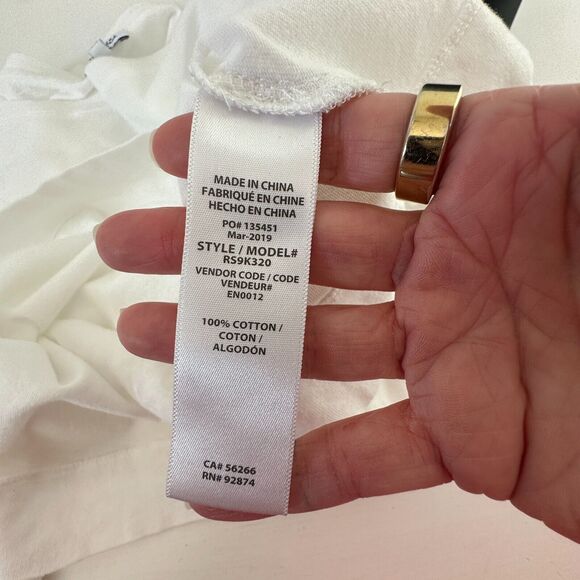 MADE IN CHINA
FABRIQUÉ EN CHINE
HECHO EN CHINA
PO# 135451
Mar-2019
STYLE / MODEL#
RS9K320
VENDOR CODE / CODE
VENDEUR#
EN0012
100% COTTON /
COTON /
ALGODÓN
CA# 56266
RN# 92874